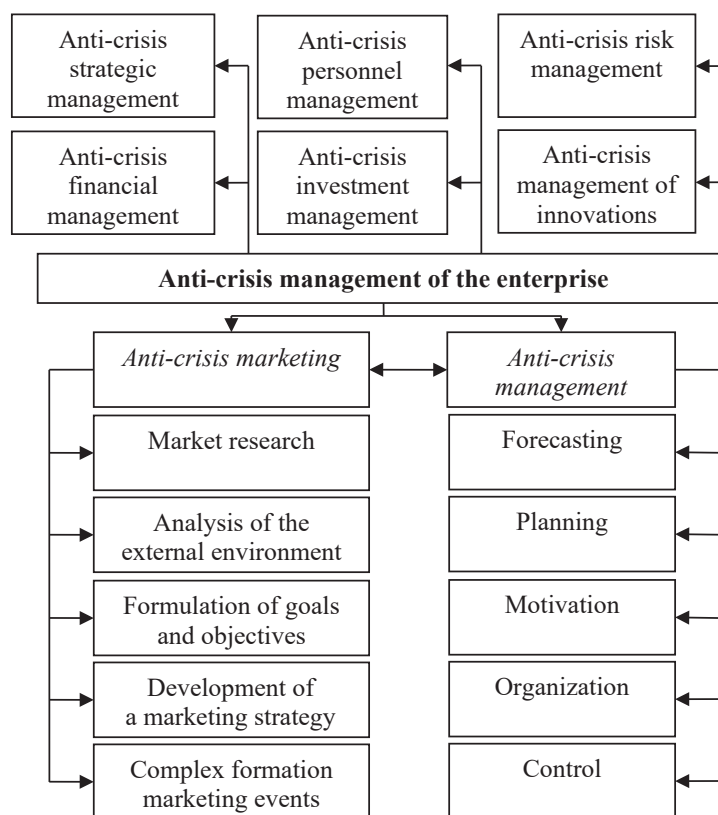 Anti-crisis
strategic
management
Anti-crisis
personnel
management
Anti-crisis risk
management
Anti-crisis
financial
management
Anti-crisis
investment
management
Anti-crisis
management of
innovations
Anti-crisis management of the enterprise
Anti-crisis marketing
Anti-crisis
management
Market research
Forecasting
Analysis of the
external environment
Planning
Formulation of goals
and objectives
Motivation
Development of
a marketing strategy
Organization
Complex formation
marketing events
Control